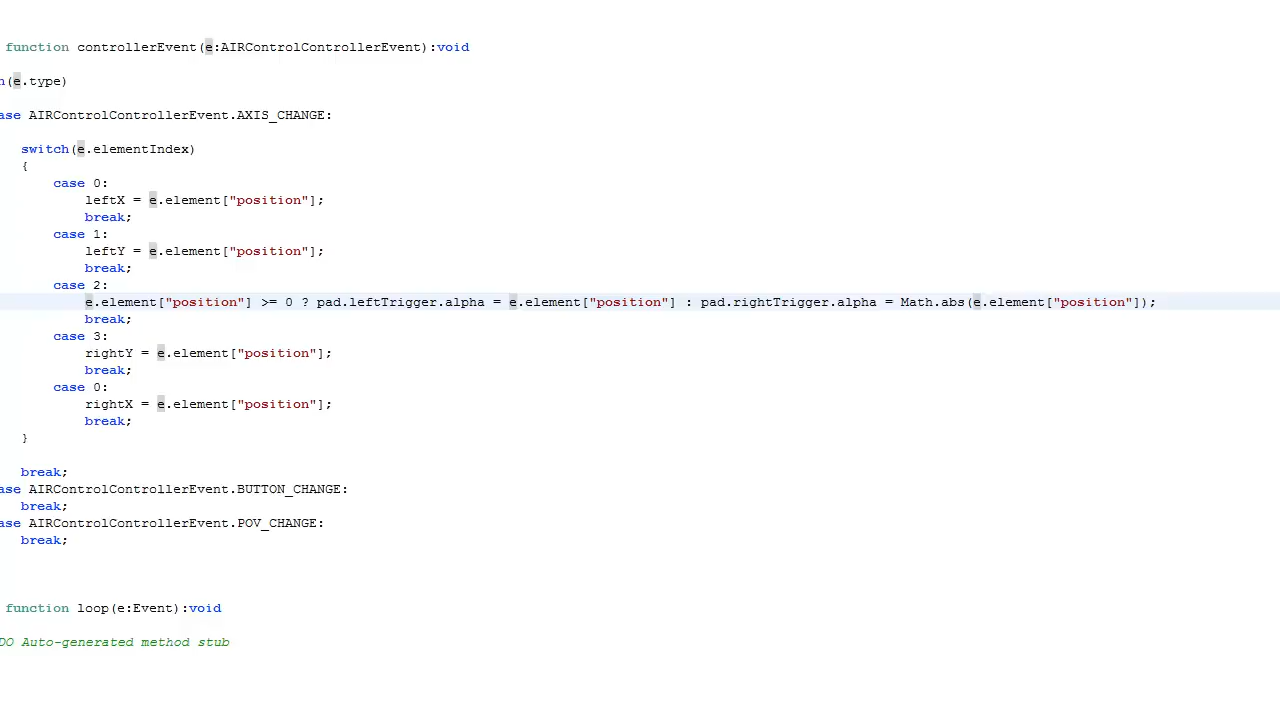 function controllerEvent(e:AIRControlControllerEvent):void
(e.type)
AIRControlControllerEvent.AXIS_CHANGE:
switch(e.elementIndex)
{
case 0:
leftX = e.element["position"];
break;
case 1:
leftY = e.element["position"];
break;
case 2:
e.element["position"] >= 0 ? pad.leftTrigger.alpha = e.element["position"] : pad.rightTrigger.alpha = Math.abs(e.element["position"]);
break;
case 3:
rightY = e.element["position"];
break;
case 0:
rightX = e.element["position"];
break;
}
break;
AIRControlControllerEvent.BUTTON_CHANGE:
break;
AIRControlControllerEvent.POV_CHANGE:
break;
function loop(e:Event):void
DO Auto-generated method stub